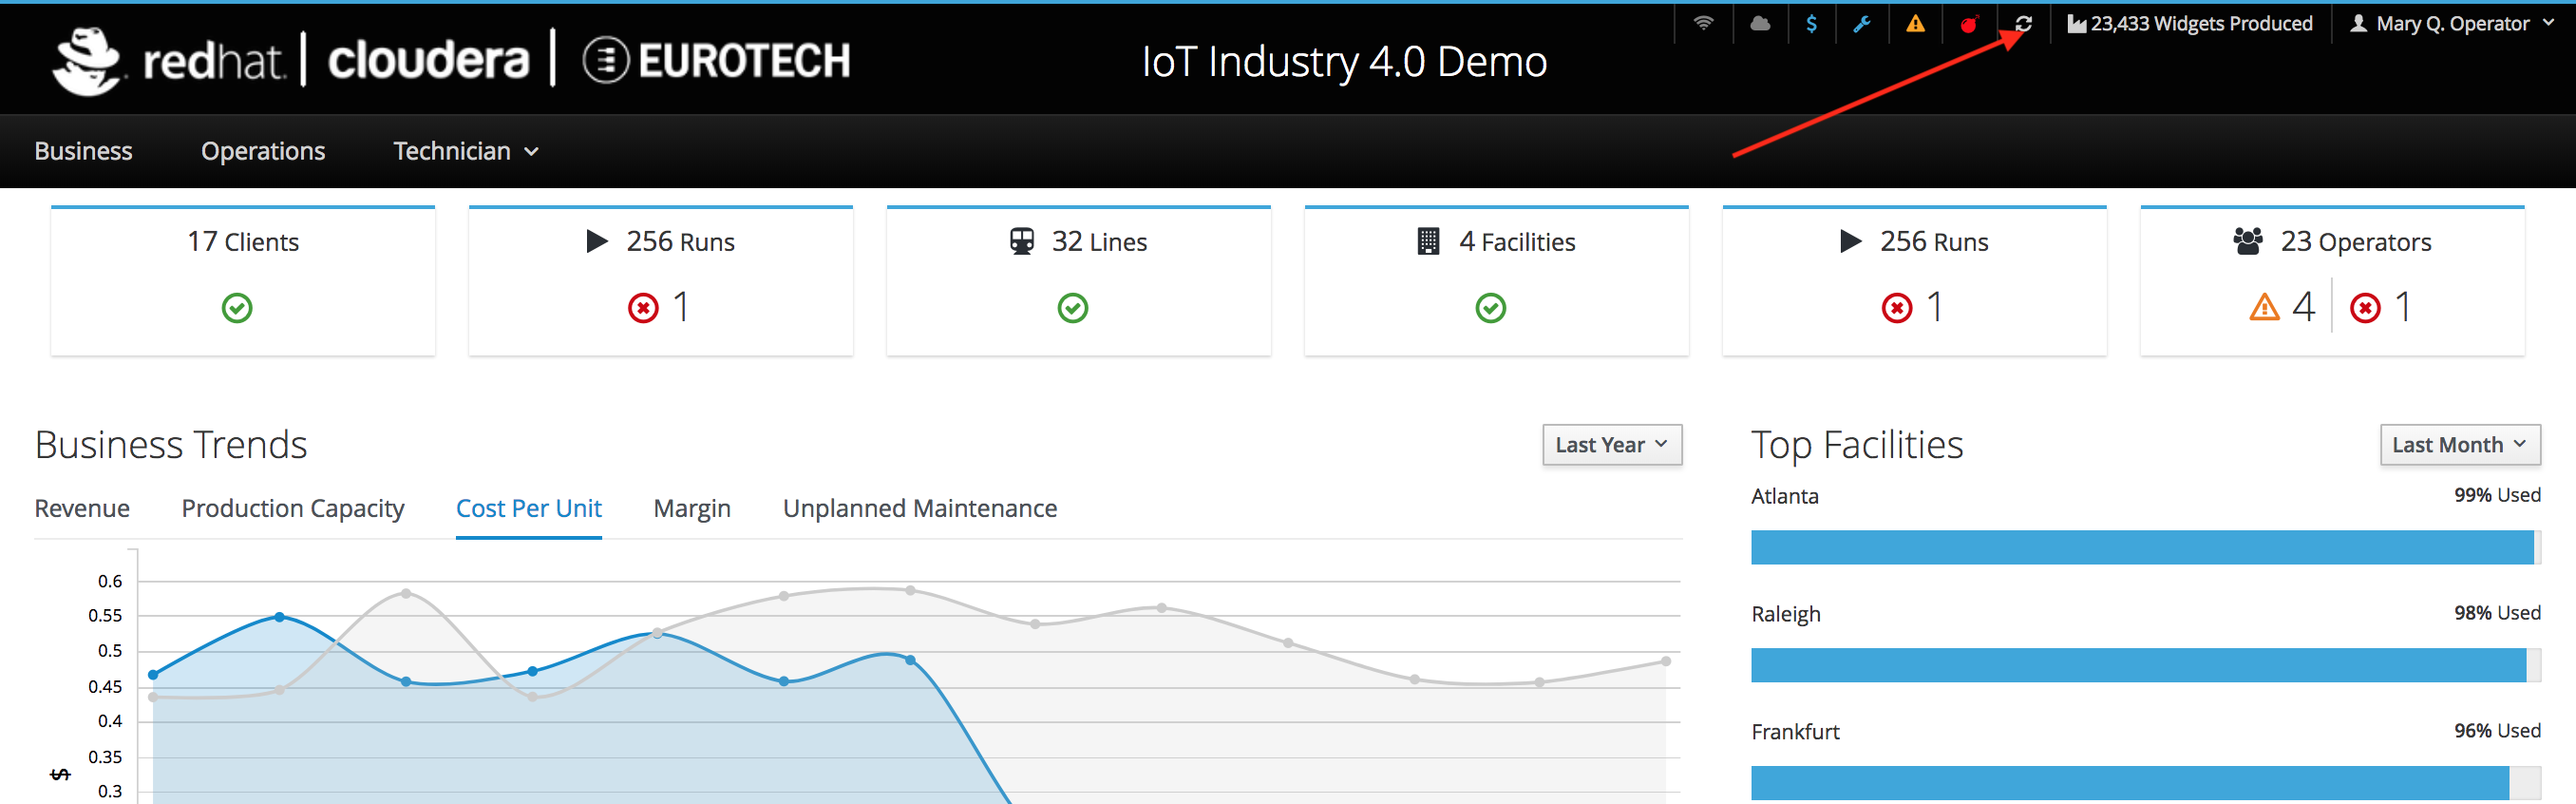 redhat. | cloudera | EUROTECH
IoT Industry 4.0 Demo
$
23,433 Widgets Produced
Mary Q. Operator
Business
Operations
Technician
17 Clients
256 Runs
1
32 Lines
4 Facilities
256 Runs
1
23 Operators
4
1
Business Trends
Last Year
Revenue
Production Capacity
Cost Per Unit
Margin
Unplanned Maintenance
0.6
0.55
0.5
0.45
0.4
0.35
0.3
$
Top Facilities
Last Month
Atlanta
99% Used
Raleigh
98% Used
Frankfurt
96% Used